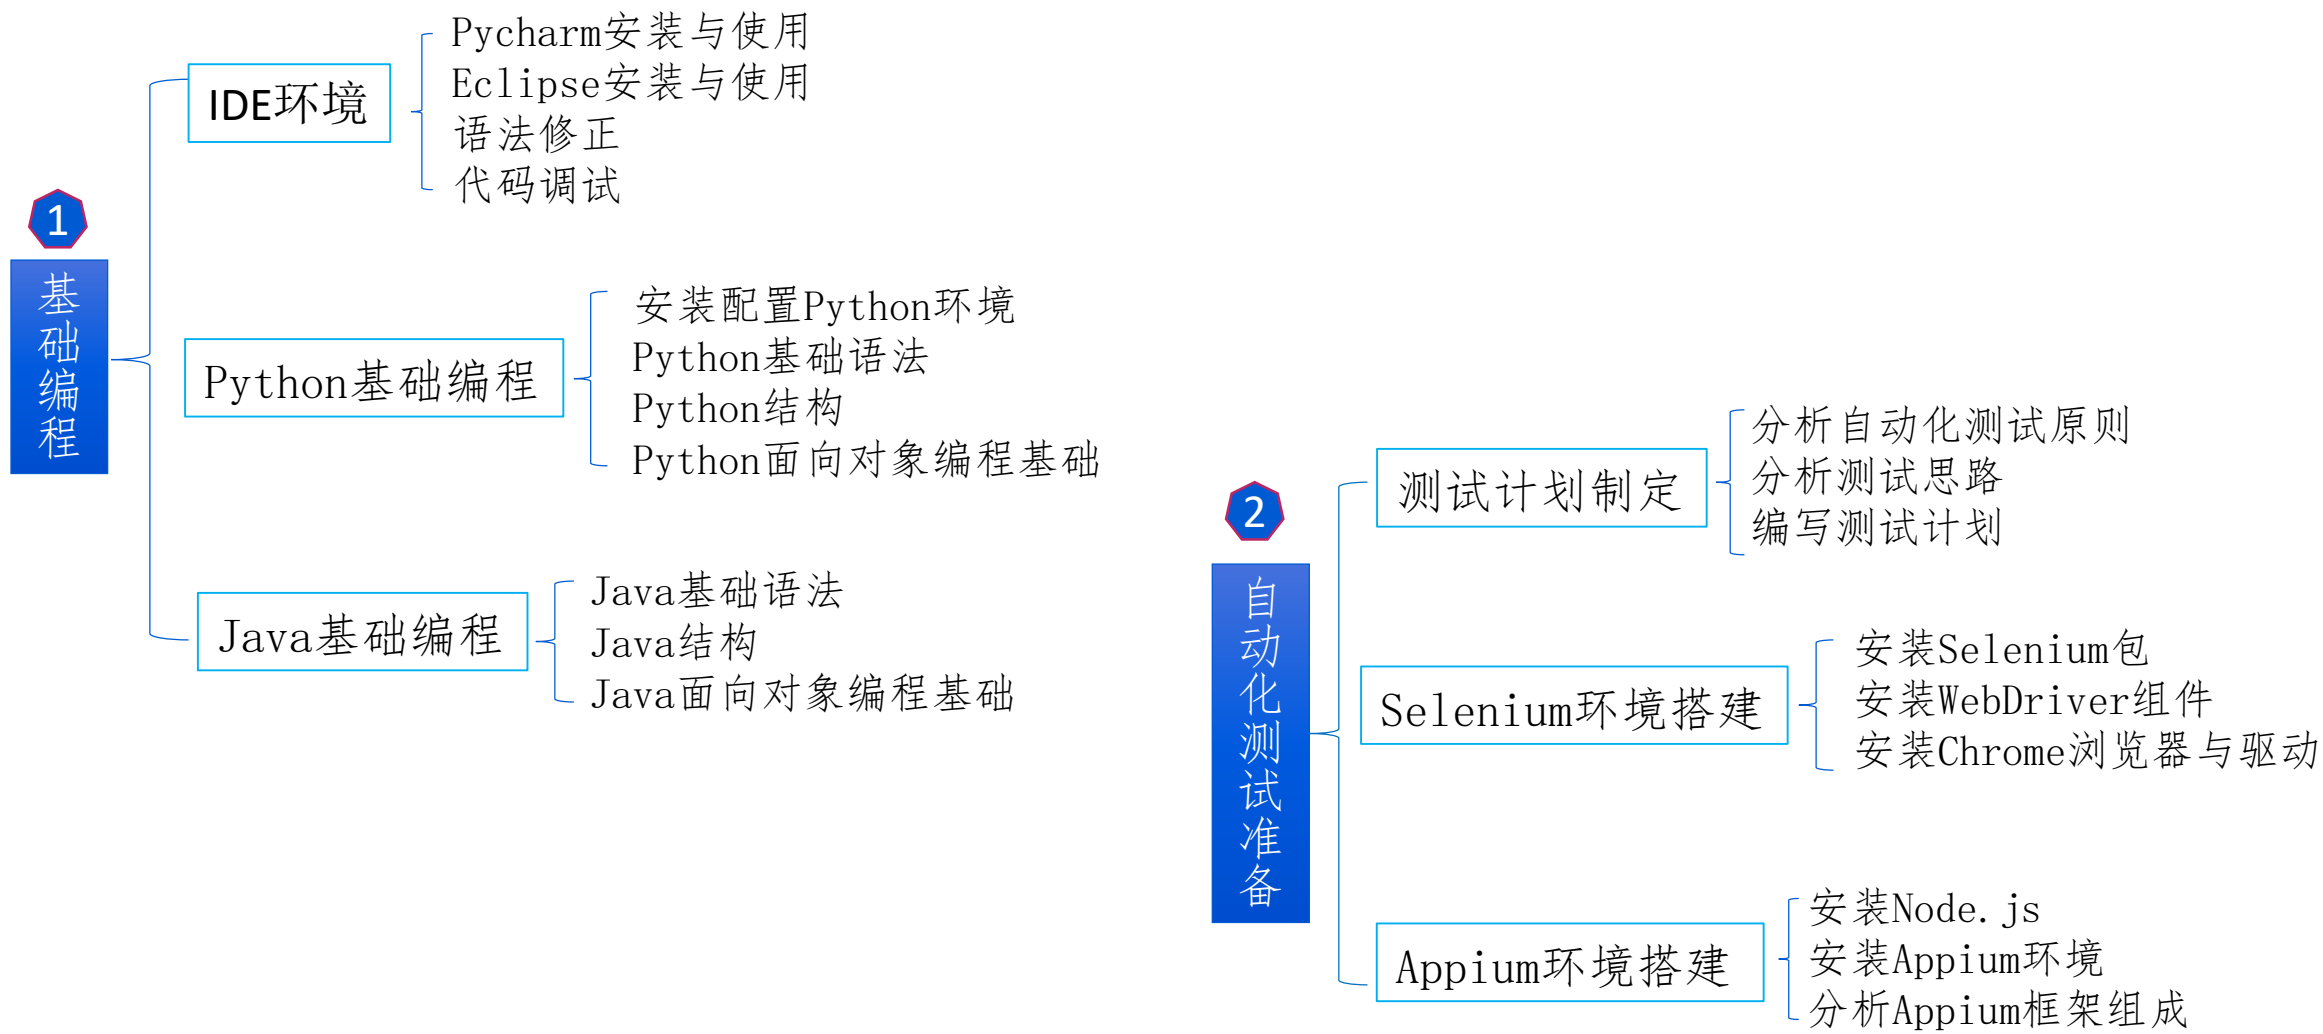 1
基础编程
IDE环境
Pycharm安装与使用
Eclipse安装与使用
语法修正
代码调试
Python基础编程
安装配置Python环境
Python基础语法
Python结构
Python面向对象编程基础
Java基础编程
Java基础语法
Java结构
Java面向对象编程基础
2
自动化测试准备
测试计划制定
分析自动化测试原则
分析测试思路
编写测试计划
Selenium环境搭建
安装Selenium包
安装WebDriver组件
安装Chrome浏览器与驱动
Appium环境搭建
安装Node.js
安装Appium环境
分析Appium框架组成